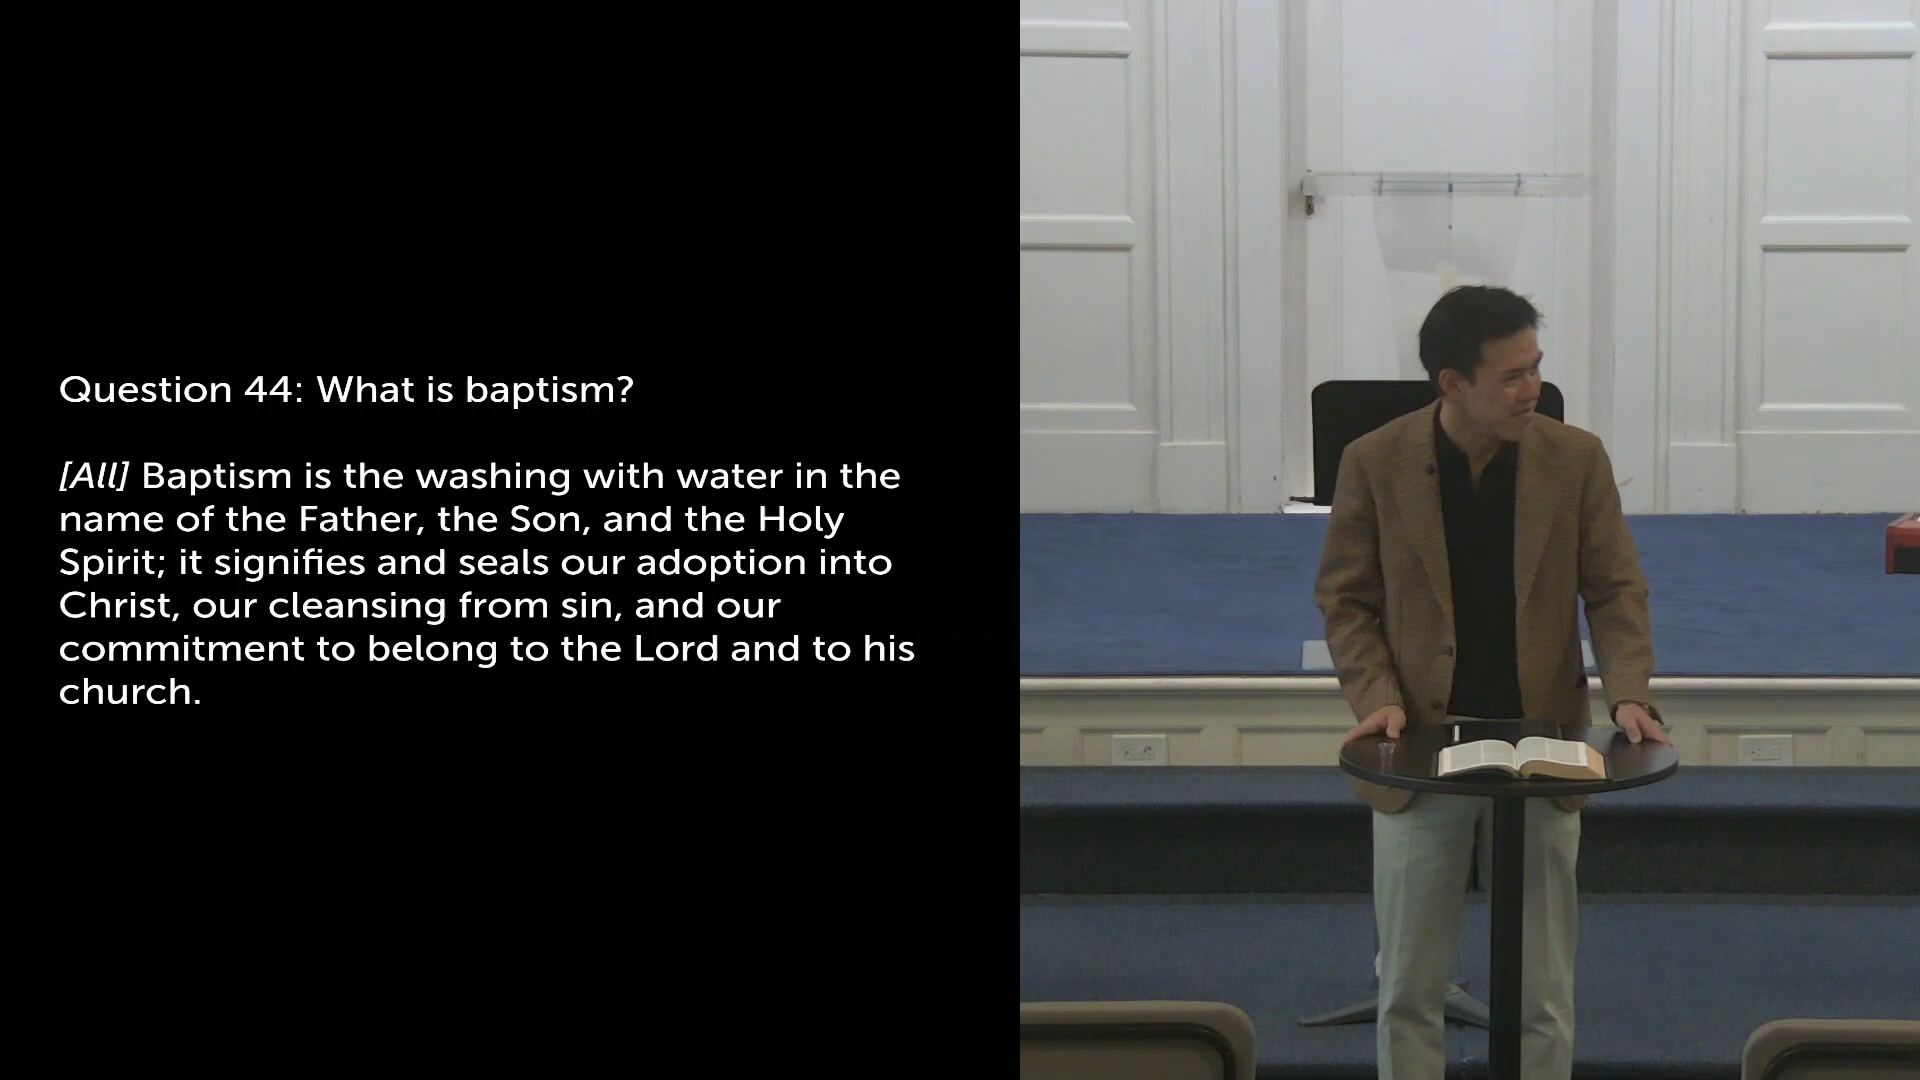 Question 44: What is baptism?
[All] Baptism is the washing with water in the
name of the Father, the Son, and the Holy
Spirit; it signifies and seals our adoption into
Christ, our cleansing from sin, and our
commitment to belong to the Lord and to his
church.